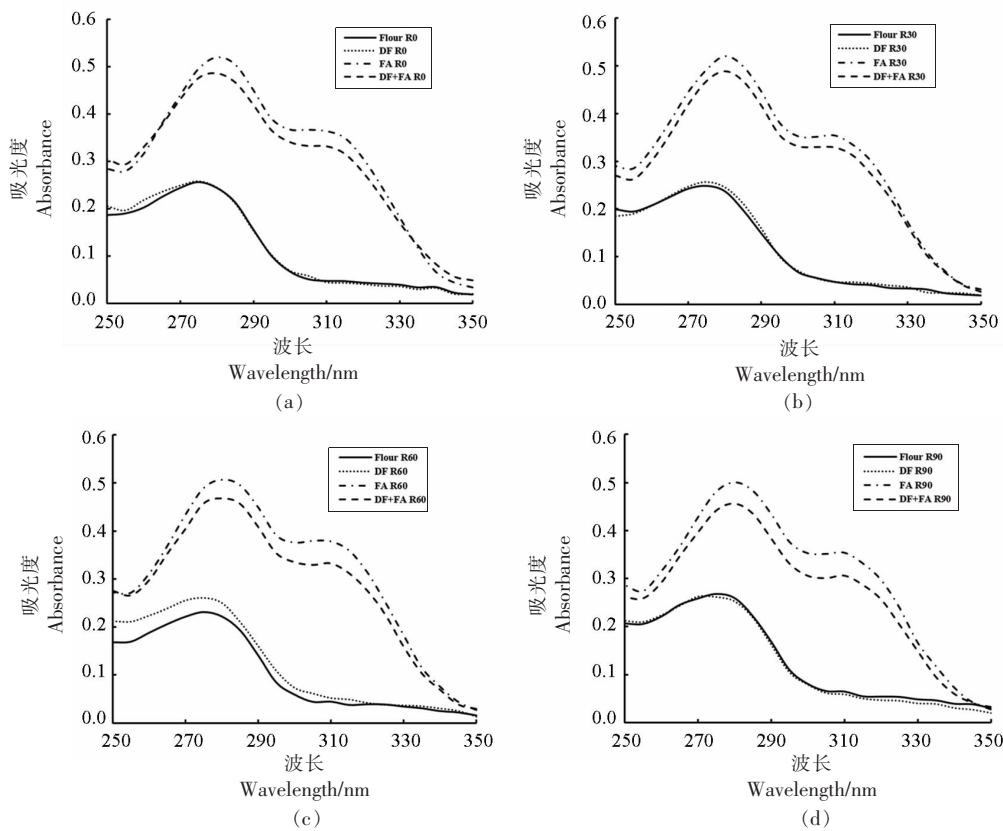 0.6
0.5
0.4
0.3
0.2
0.1
0.0
吸光度
Absorbance
Flour R0
DF R0
FA R0
DF+FA R0
250 270 290 310 330 350
波长
Wavelength/nm
(a)
0.6
0.5
0.4
0.3
0.2
0.1
0.0
吸光度
Absorbance
Flour R30
DF R30
FA R30
DF+FA R30
250 270 290 310 330 350
波长
Wavelength/nm
(b)
0.6
0.5
0.4
0.3
0.2
0.1
0.0
吸光度
Absorbance
Flour R60
DF R60
FA R60
DF+FA R60
250 270 290 310 330 350
波长
Wavelength/nm
(c)
0.6
0.5
0.4
0.3
0.2
0.1
0.0
吸光度
Absorbance
Flour R90
DF R90
FA R90
DF+FA R90
250 270 290 310 330 350
波长
Wavelength/nm
(d)